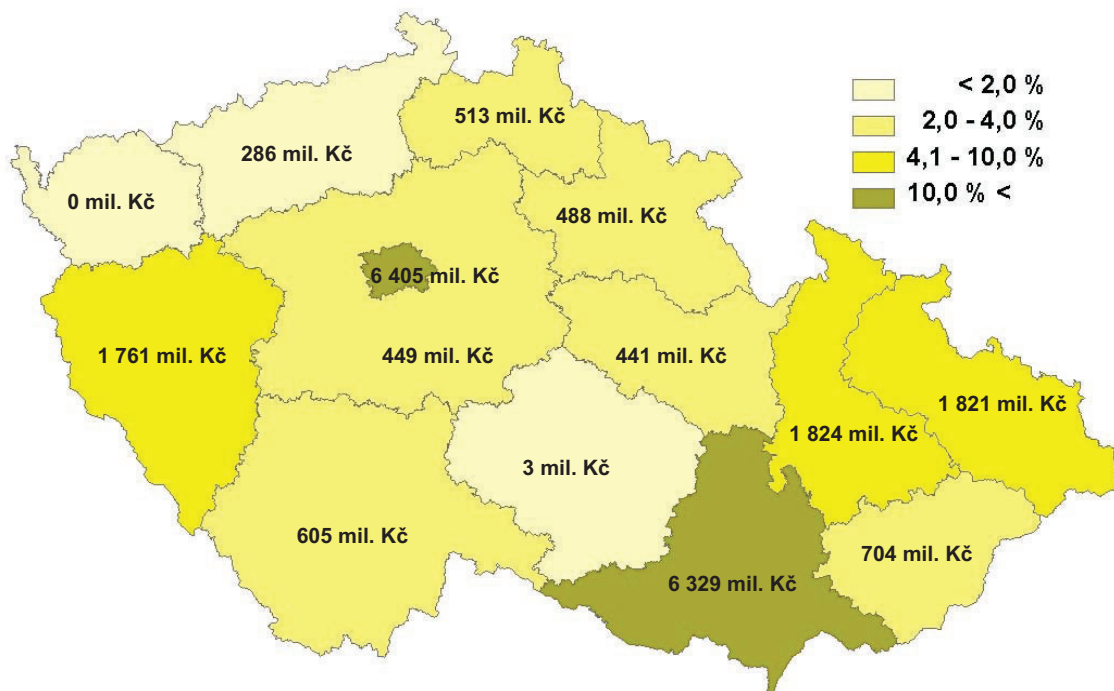 < 2,0 %
2,0 - 4,0 %
4,1 - 10,0 %
10,0 % <
513 mil. Kč
286 mil. Kč
0 mil. Kč
488 mil. Kč
6 405 mil. Kč
1 761 mil. Kč
449 mil. Kč
441 mil. Kč
1 821 mil. Kč
1 824 mil. Kč
3 mil. Kč
605 mil. Kč
704 mil. Kč
6 329 mil. Kč